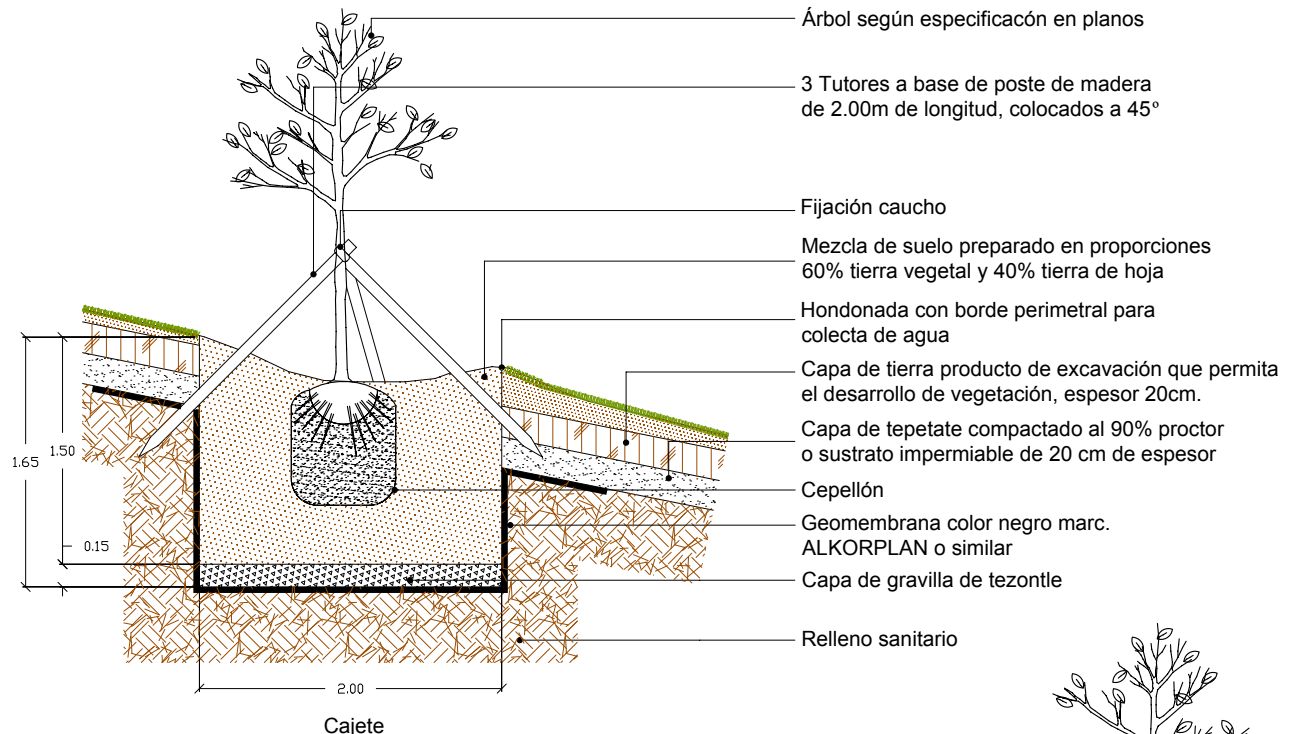 Árbol según especificacón en planos
3 Tutores a base de poste de madera
de 2.00m de longitud, colocados a 45°
Fijación caucho
Mezcla de suelo preparado en proporciones
60% tierra vegetal y 40% tierra de hoja
Hondonada con borde perimetral para
colecta de agua
Capa de tierra producto de excavación que permita
el desarrollo de vegetación, espesor 20cm.
Capa de tepetate compactado al 90% proctor
o sustrato impermiable de 20 cm de espesor
Cepellón
Geomembrana color negro marc.
ALKORPLAN o similar
Capa de gravilla de tezontle
Relleno sanitario
1.65
1.50
0.15
2.00
Cajete